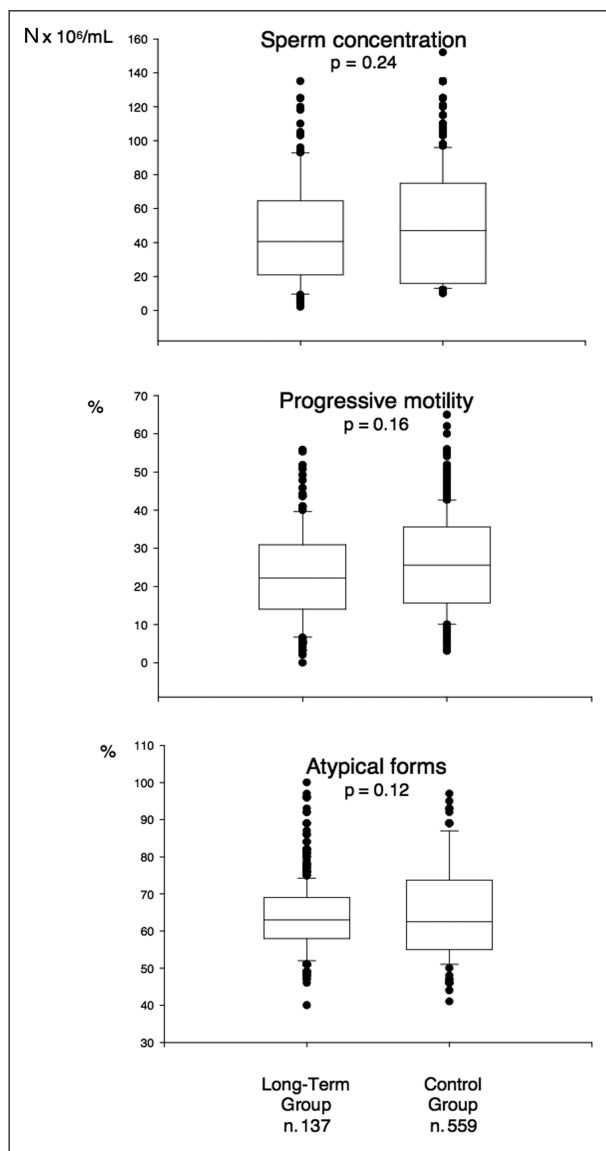 N x 10⁶/mL
Sperm concentration
p = 0.24
160
140
120
100
80
60
40
20
0
%
Progressive motility
p = 0.16
70
60
50
40
30
20
10
0
%
Atypical forms
p = 0.12
110
100
90
80
70
60
50
40
30
Long-Term Control
Group Group
n. 137 n. 559